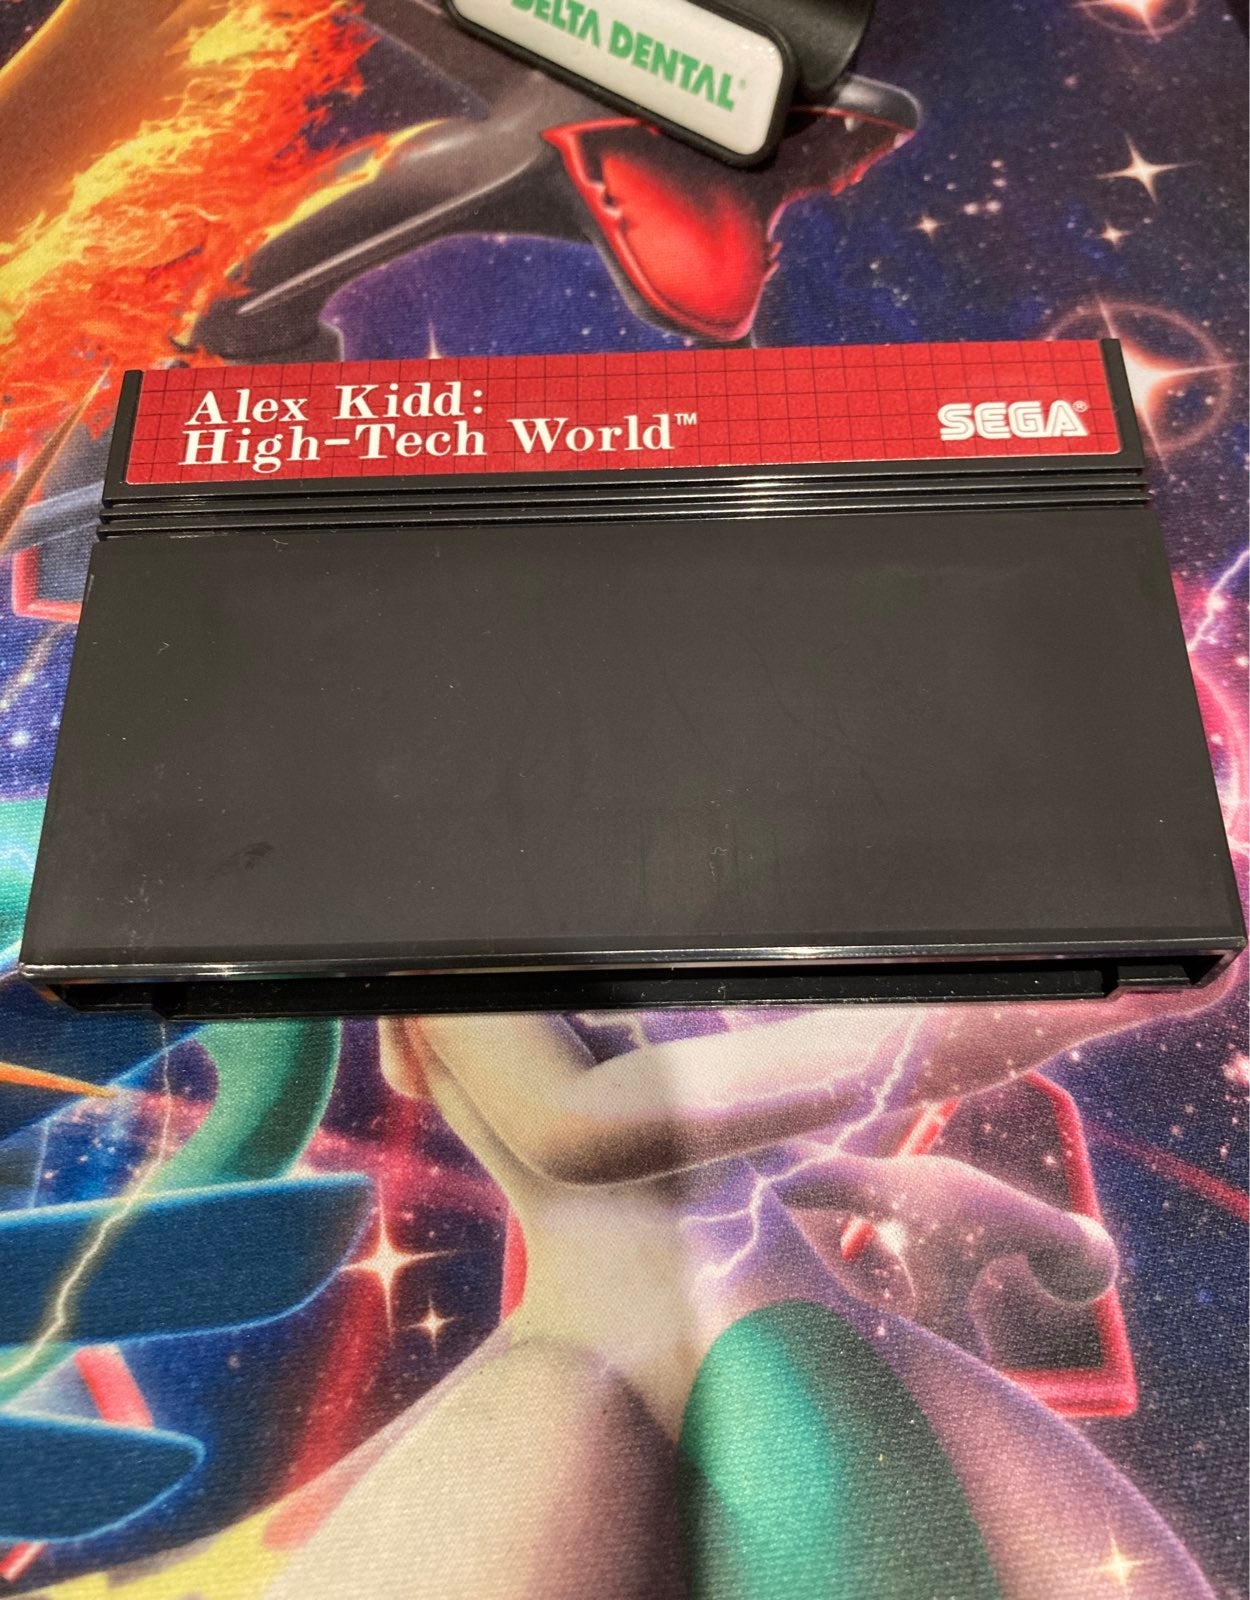 DELTA DENTAL
Alex Kidd:
High-Tech World™
SEGA®